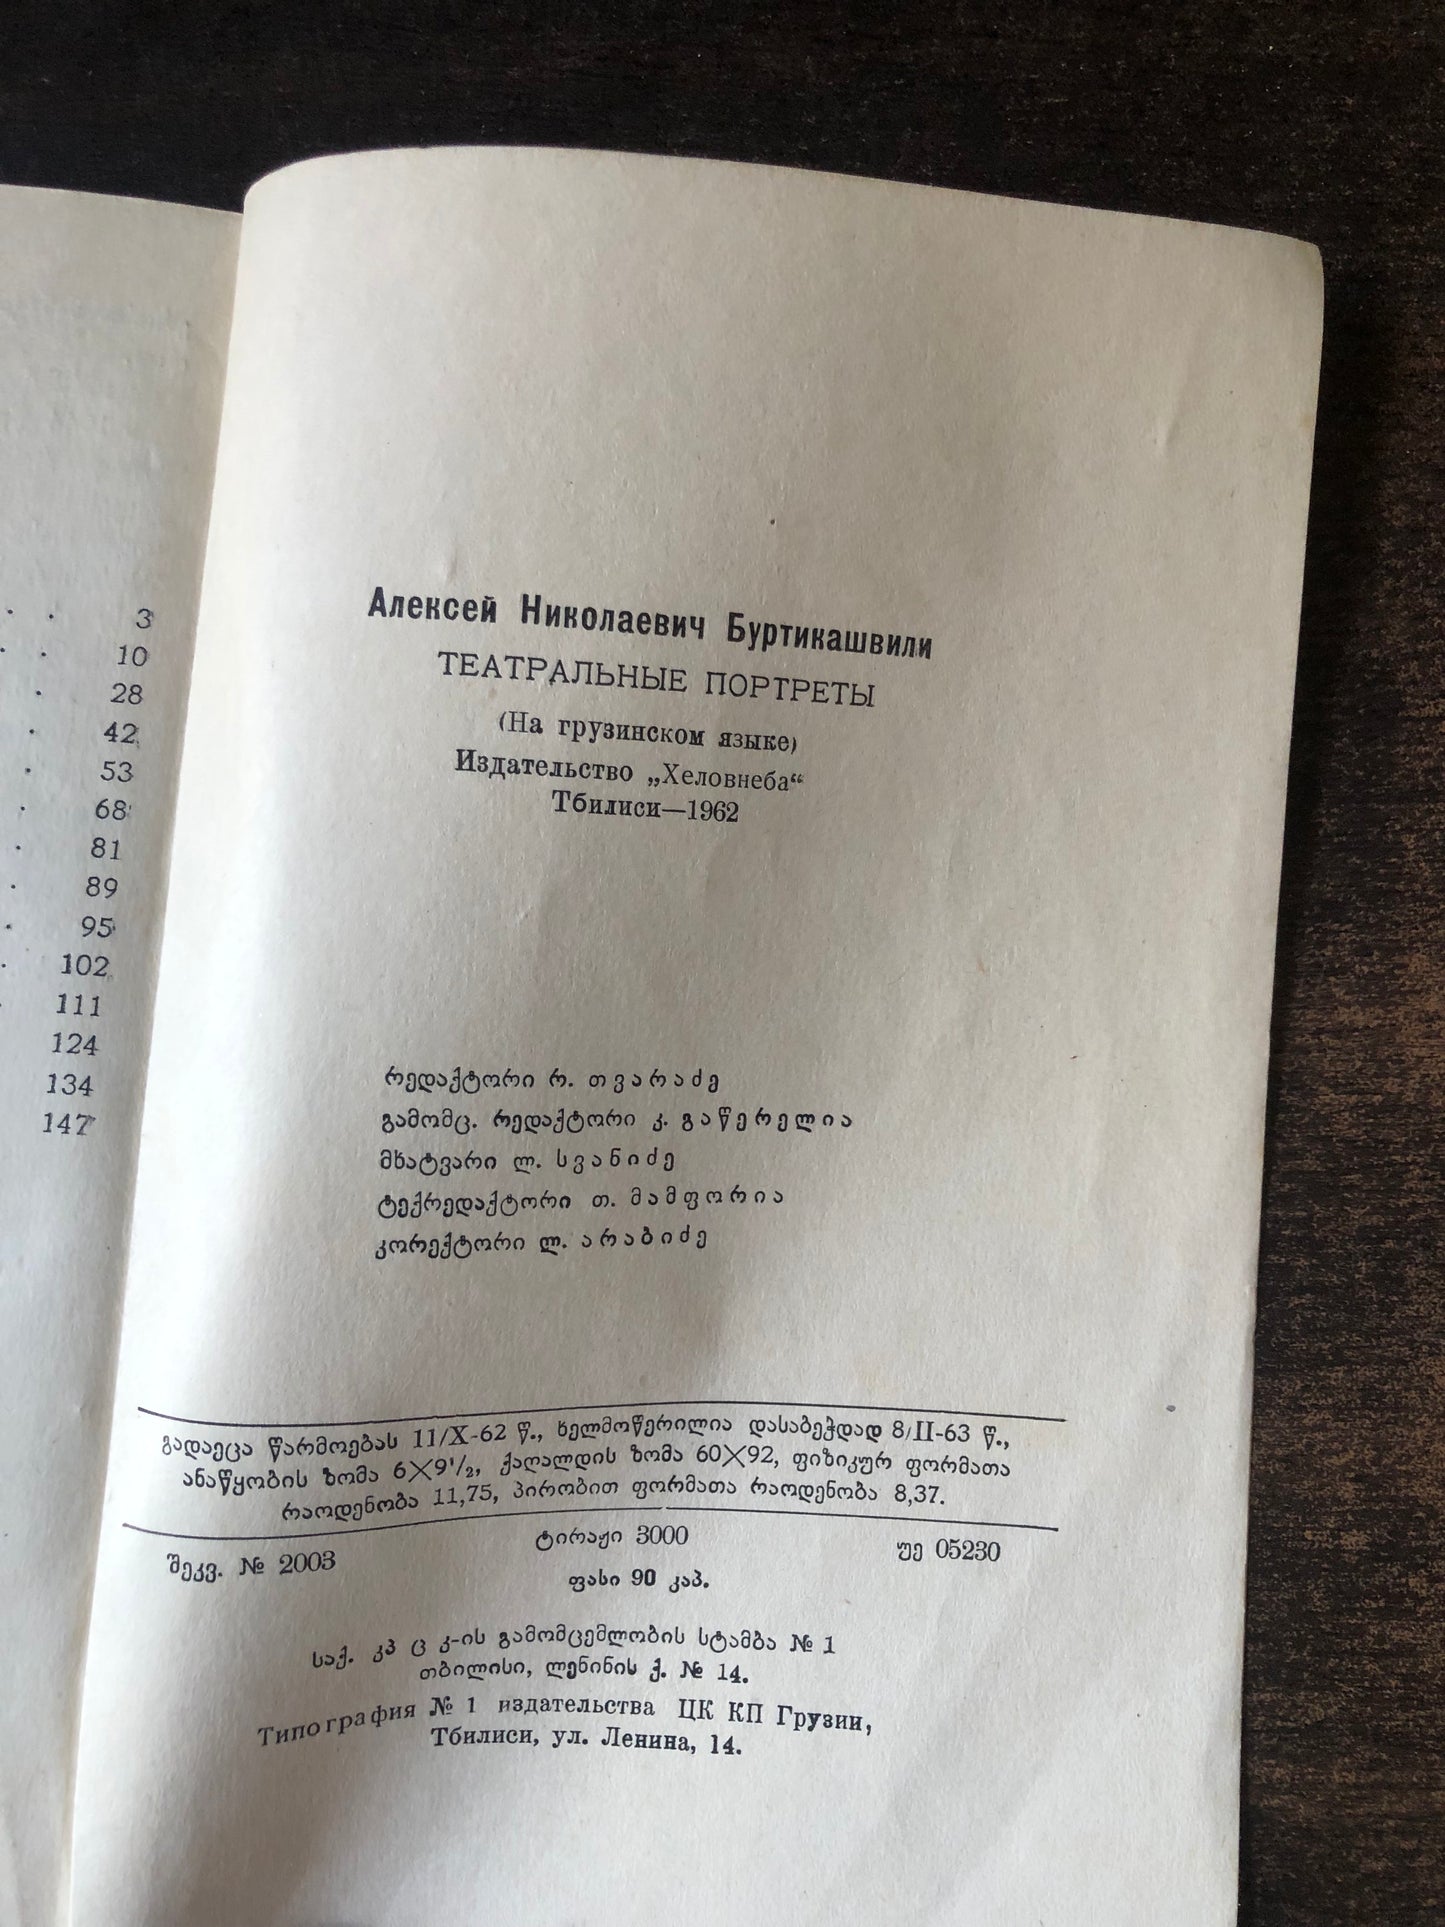 3
10
28
42
53
68
81
89
95
102
111
124
134
147
Алексей Николаевич Буртикашвили
ТЕАТРАЛЬНЫЕ ПОРТРЕТЫ
(На грузинском языке)
Издательство „Хеловнеба“
Тбилиси—1962
რედაქტორი რ. თვარაძე
გამომც. რედაქტორი კ. გაწერელია
მხატვარი ლ. სვანიძე
ტექრედაქტორი თ. მამფორია
კორექტორი ლ. არაბიძე
გადაეცა წარმოებას 11/X-62 წ., ხელმოწერილია დასაბეჭდად 8/II-63 წ.,
ანაწყობის ზომა 6×9¹/₂, ქაღალდის ზომა 60×92, ფიზიკურ ფორმათა
რაოდენობა 11,75, პირობით ფორმათა რაოდენობა 8,37.
შეკვ. № 2003 ტირაჟი 3000 უე 05230
ფასი 90 კაპ.
საქ. კპ ც კ-ის გამომცემლობის სტამბა № 1
თბილისი, ლენინის ქ. № 14.
Типография № 1 издательства ЦК КП Грузии,
Тбилиси, ул. Ленина, 14.